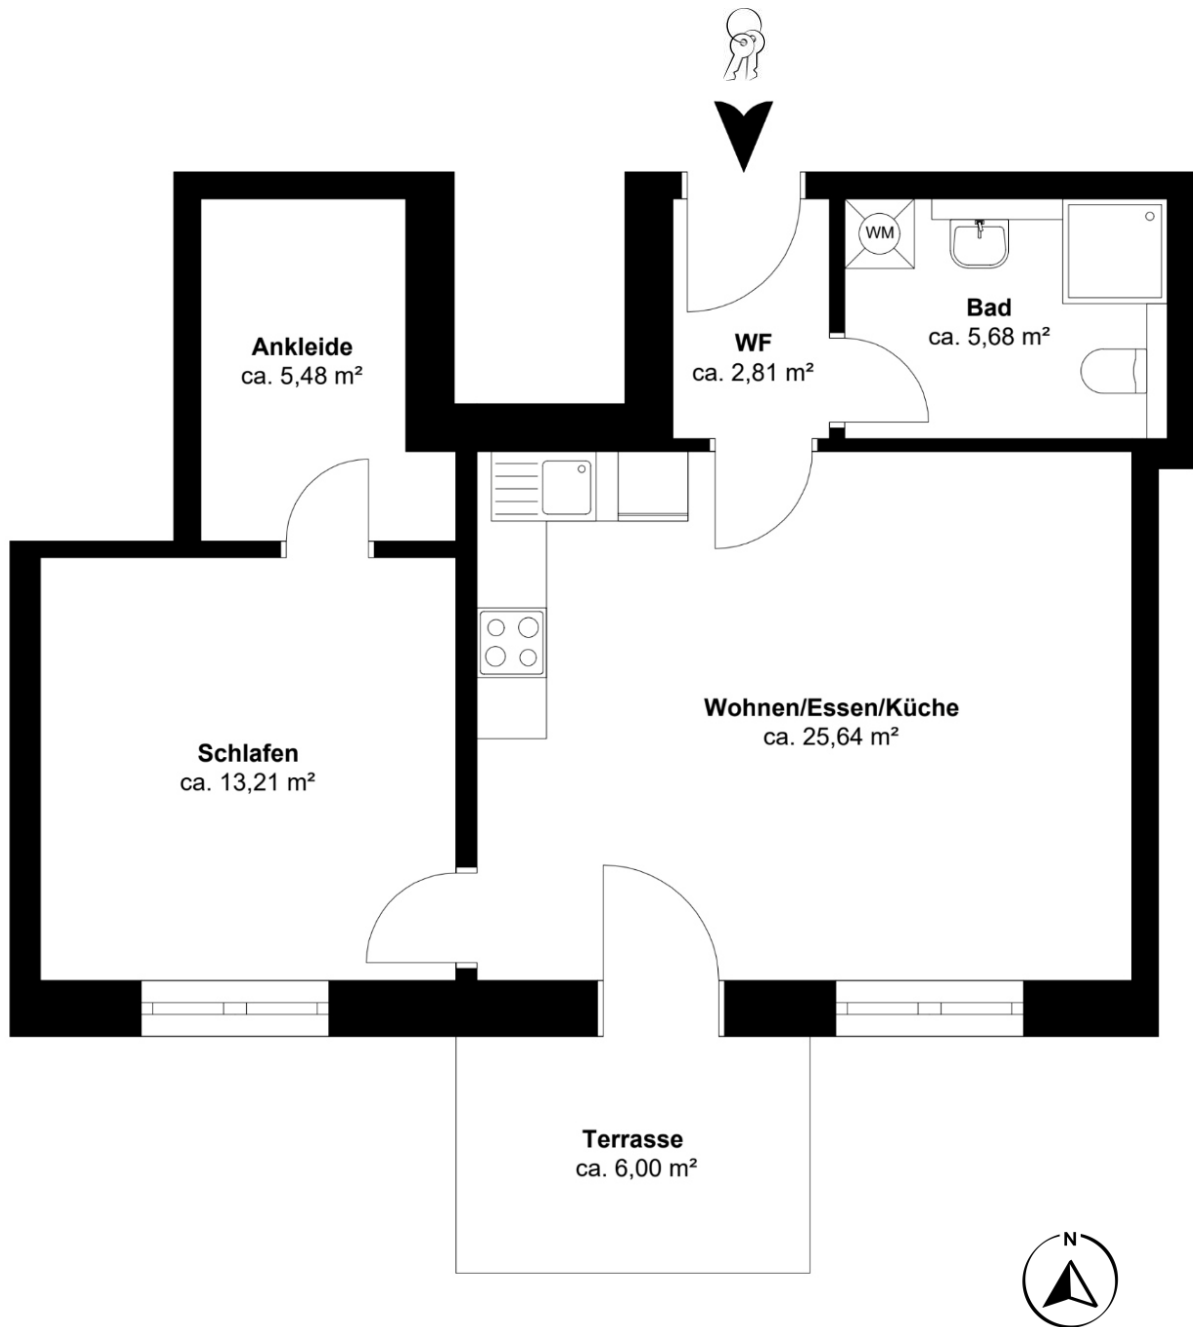 Ankleide
ca. 5,48 m²
WF
ca. 2,81 m²
WM
Bad
ca. 5,68 m²
Schlafen
ca. 13,21 m²
Wohnen/Essen/Küche
ca. 25,64 m²
Terrasse
ca. 6,00 m²
N